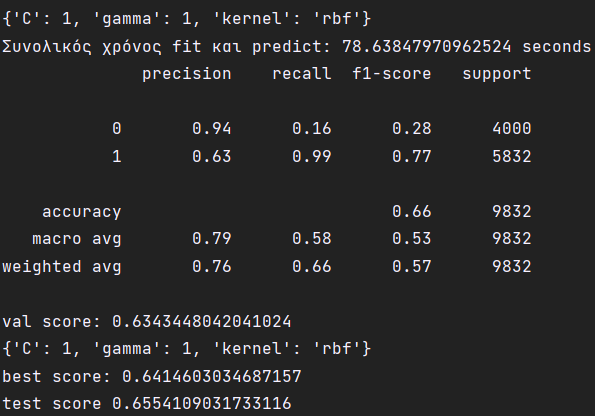 {'C': 1, 'gamma': 1, 'kernel': 'rbf'}
Συνολικός χρόνος fit και predict: 78.63847970962524 seconds
precision recall f1-score support
0 0.94 0.16 0.28 4000
1 0.63 0.99 0.77 5832
accuracy 0.66 9832
macro avg 0.79 0.58 0.53 9832
weighted avg 0.76 0.66 0.57 9832
val score: 0.6343448042041024
{'C': 1, 'gamma': 1, 'kernel': 'rbf'}
best score: 0.6414603034687157
test score 0.6554109031733116